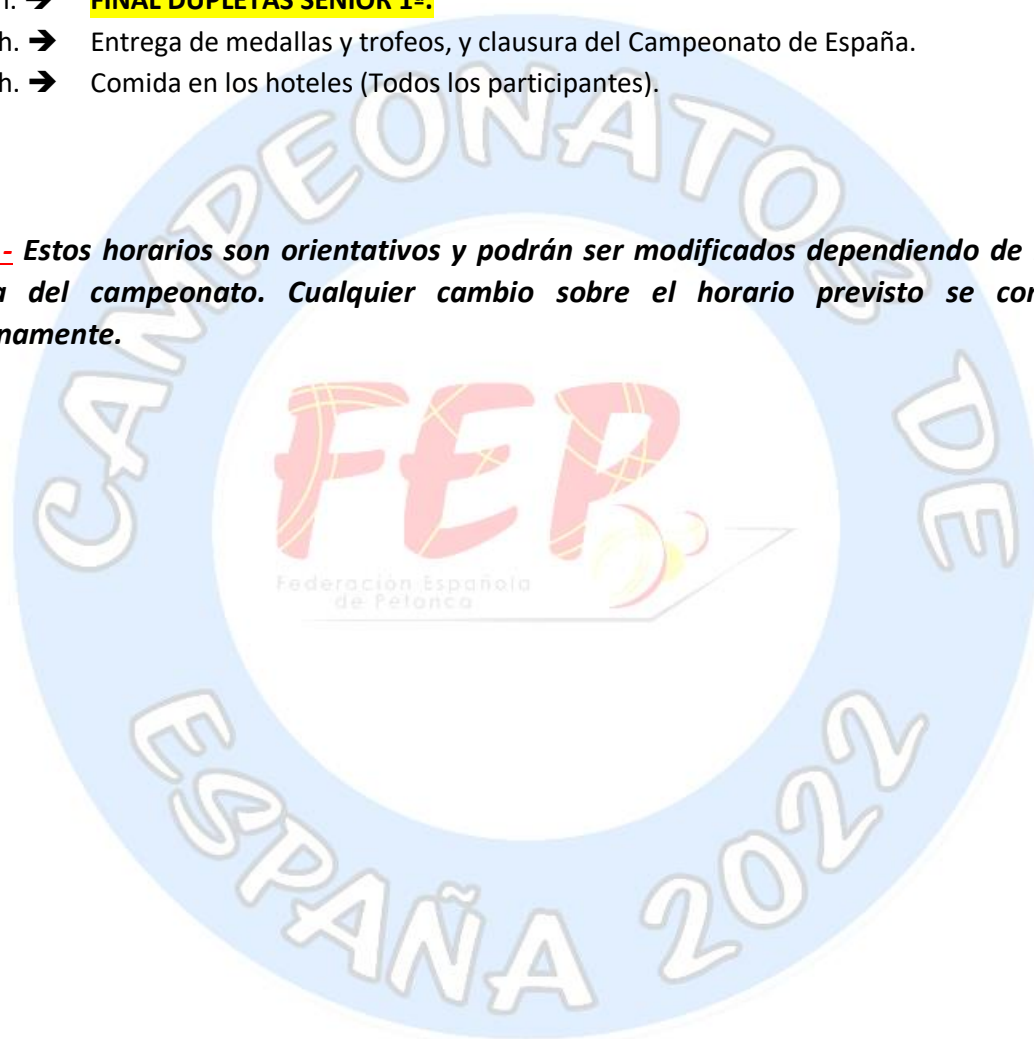 h. ➔ FINAL DUPLETAS SENIOR 1ª.
h. ➔ Entrega de medallas y trofeos, y clausura del Campeonato de España.
h. ➔ Comida en los hoteles (Todos los participantes).
- Estos horarios son orientativos y podrán ser modificados dependiendo de
del campeonato. Cualquier cambio sobre el horario previsto se
CAMPEONATOS DE
FEP
Federación Española
de Petanca
ESPAÑA 2022